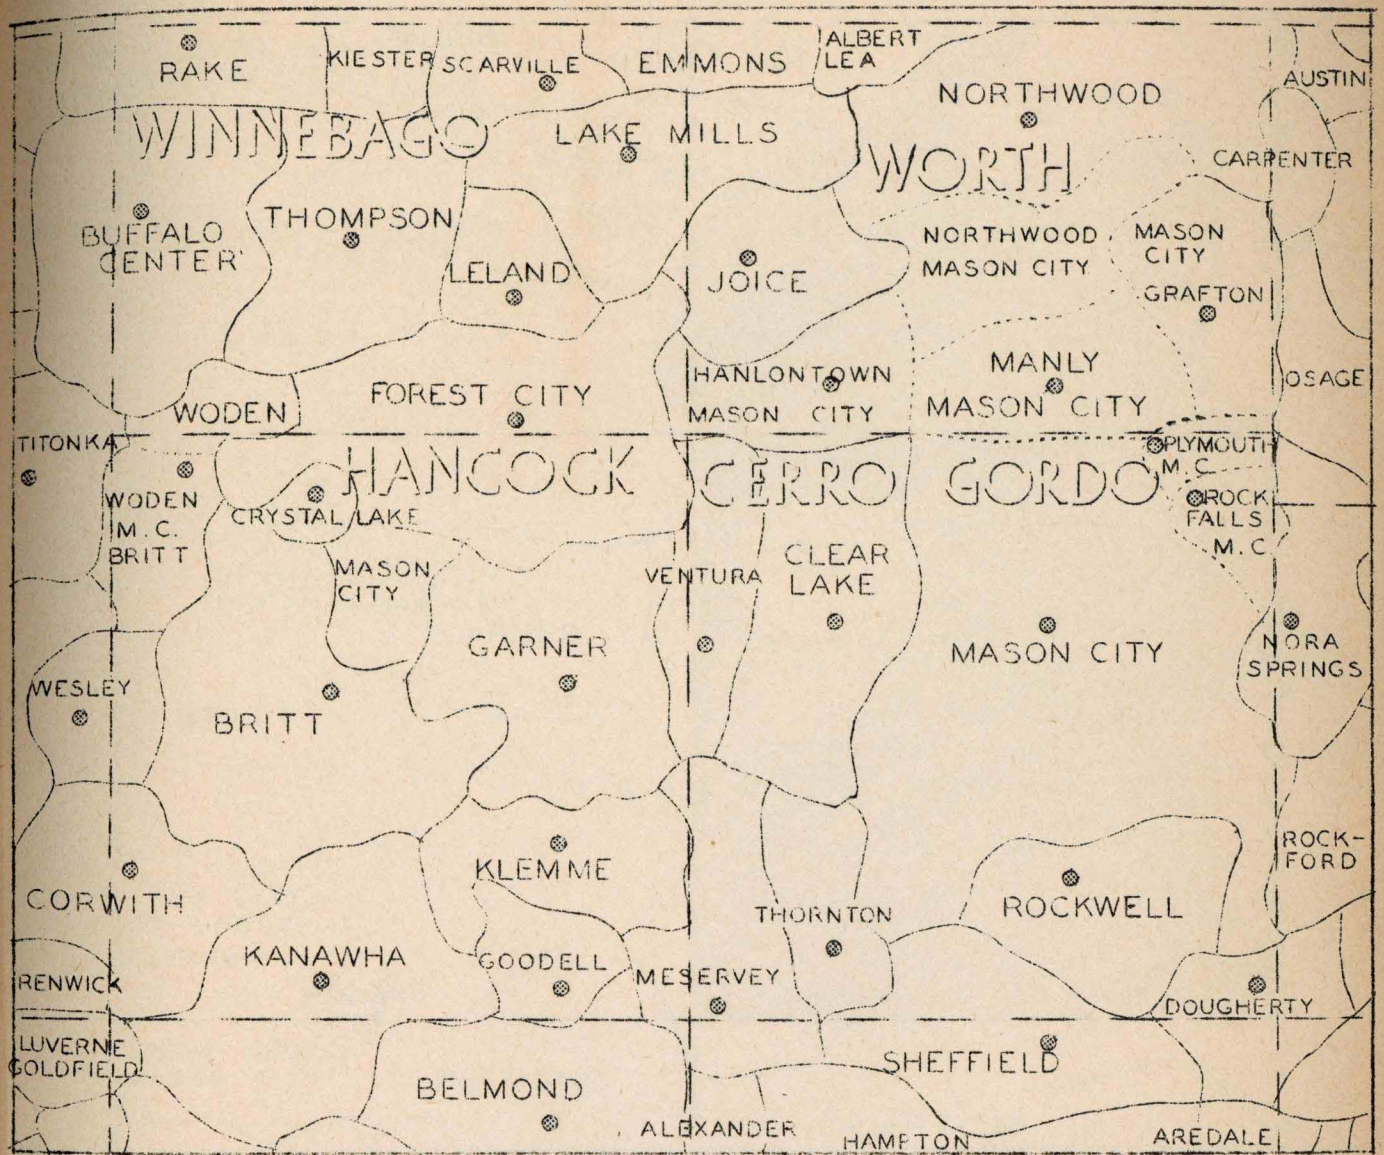 RAKE
KIESTER
SCARVILLE
EMMONS
ALBERT
LEA
NORTHWOOD
AUSTIN
WINNEBAGO
LAKE MILLS
WORTH
CARPENTER
BUFFALO
CENTER
THOMPSON
LELAND
JOICE
NORTHWOOD
MASON CITY
MASON
CITY
GRAFTON
FOREST CITY
WODEN
HANLONTOWN
MASON CITY
MANLY
MASON CITY
OSAGE
TITONKA
HANCOCK
CERRO GORDO
PLYMOUTH
M.C.
WODEN
M.C.
BRITT
CRYSTAL LAKE
MASON
CITY
ROCK
FALLS
M.C
VENTURA
CLEAR
LAKE
GARNER
MASON CITY
NORA
SPRINGS
WESLEY
BRITT
KLEMME
ROCK-
FORD
CORWITH
THORNTON
ROCKWELL
KANAWHA
GOODELL
MESERVEY
RENWICK
DOUGHERTY
LUVERNE
GOLDFIELD
SHEFFIELD
BELMOND
ALEXANDER
HAMPTON
AREDALE